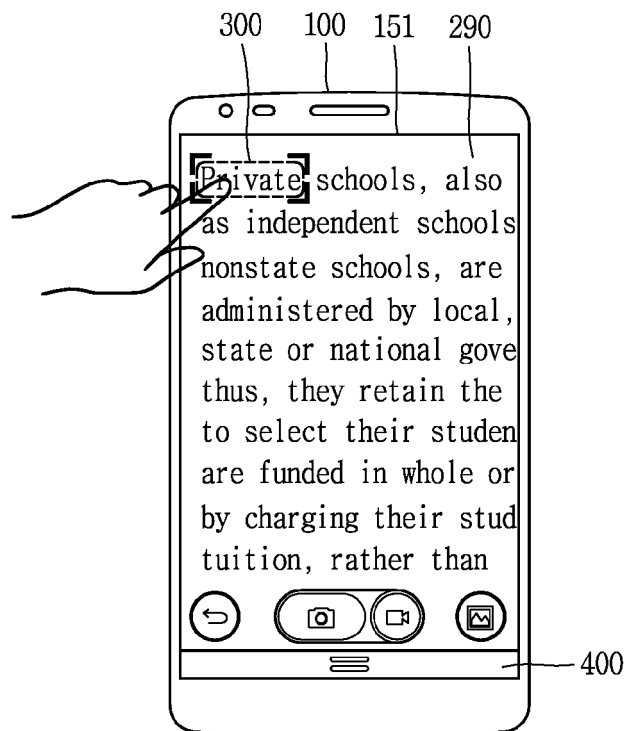 300 100 151 290
Private schools, also
as independent schools
nonstate schools, are
administered by local,
state or national gove
thus, they retain the
to select their studen
are funded in whole or
by charging their stud
tuition, rather than
400